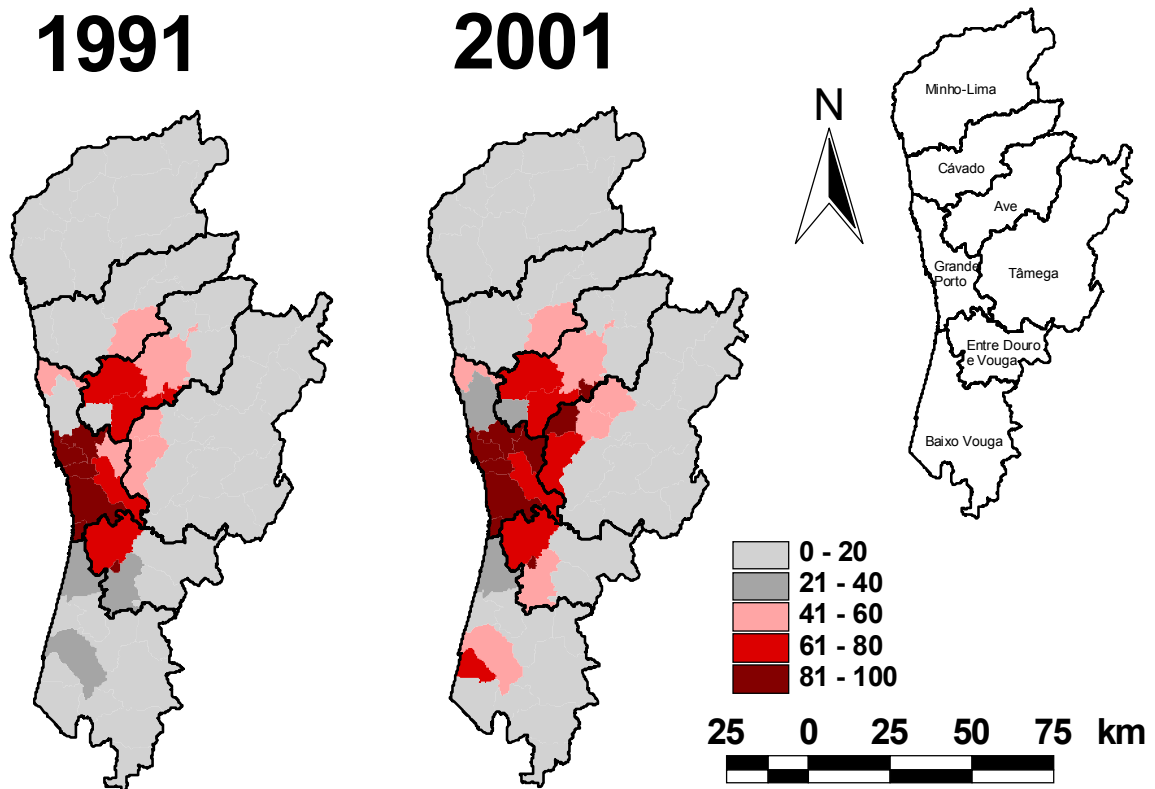 1991
2001
N
Minho-Lima
Cávado
Ave
Grande
Porto
Tâmega
Entre Douro
e Vouga
Baixo Vouga
0 - 20
21 - 40
41 - 60
61 - 80
81 - 100
25 0 25 50 75 km